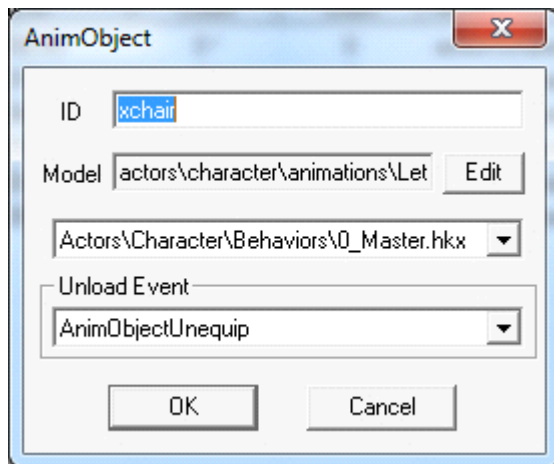 AnimObject
ID xchair
Model actors\character\animations\Let Edit
Actors\Character\Behaviors\0_Master.hkx
Unload Event
AnimObjectUnequip
OK Cancel